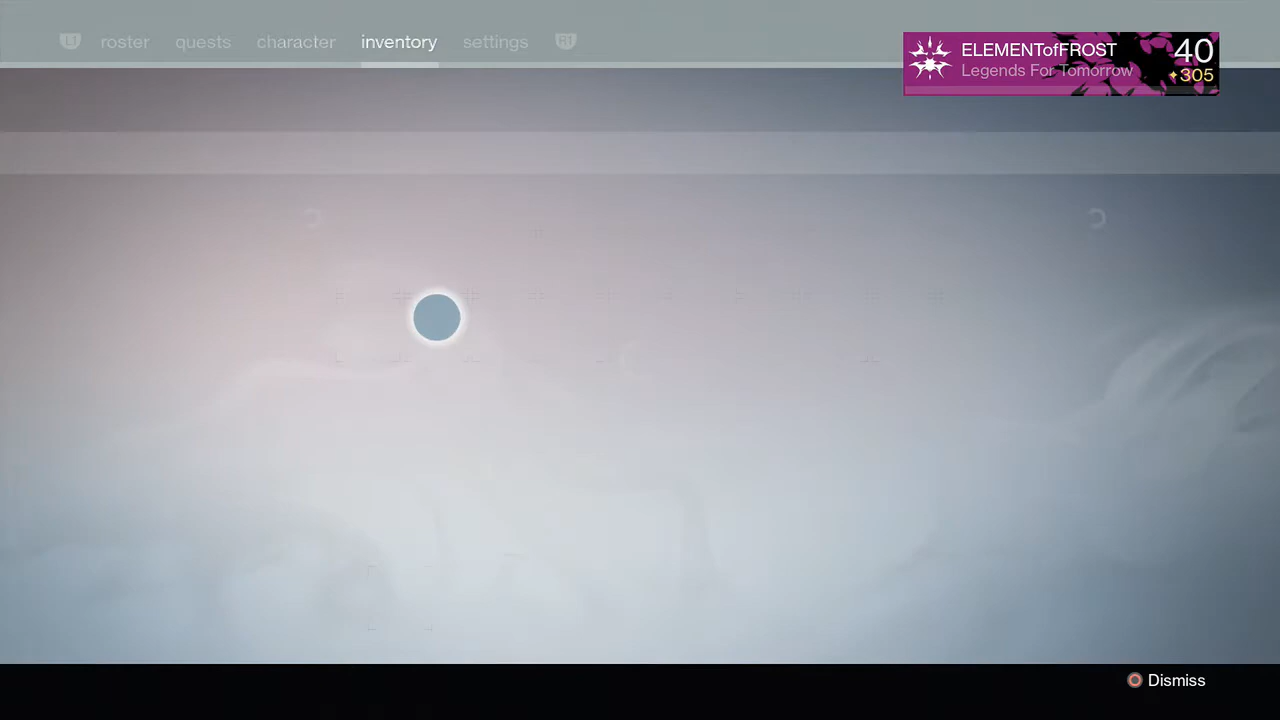 L1 roster quests character inventory settings R1
ELEMENTofFROST 40
Legends For Tomorrow 305
Dismiss